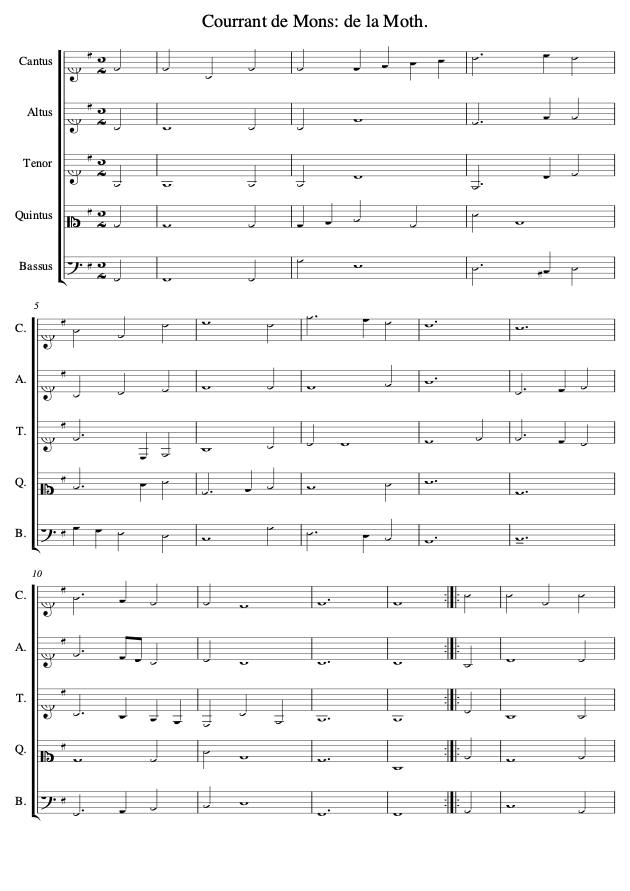 Courrant de Mons: de la Moth.
Cantus
Altus
Tenor
Quintus
Bassus
5
C.
A.
T.
Q.
B.
10
C.
A.
T.
Q.
B.